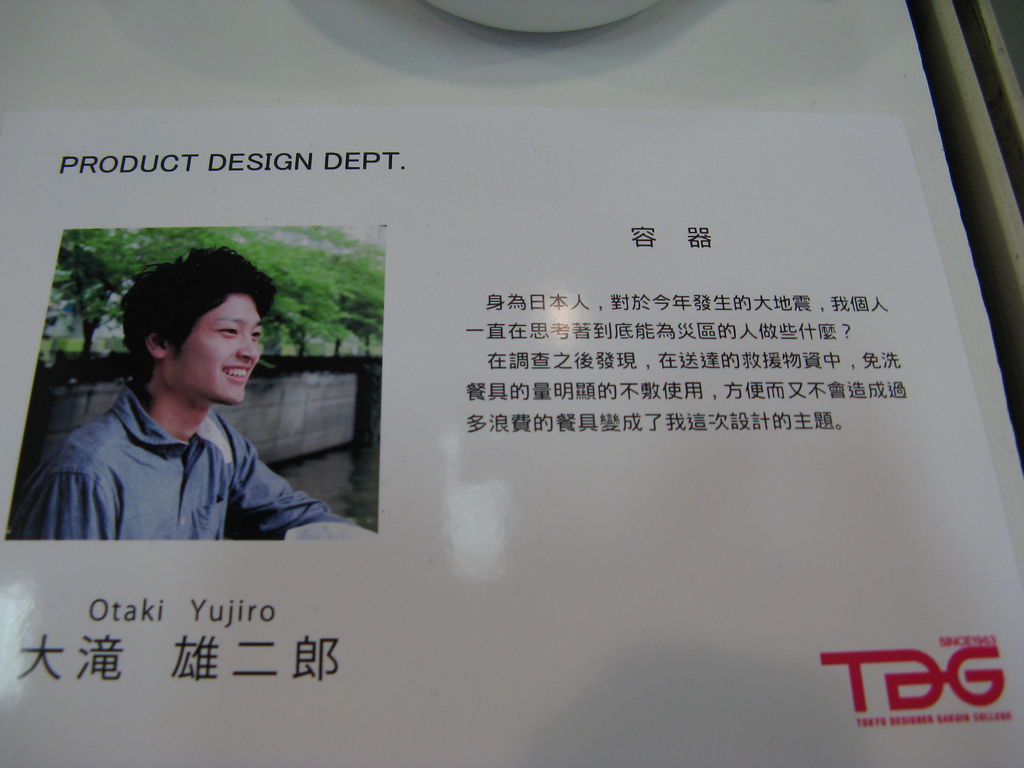 PRODUCT DESIGN DEPT.
容 器
身為日本人，對於今年發生的大地震，我個人
一直在思考著到底能為災區的人做些什麼？
在調查之後發現，在送達的救援物資中，免洗
餐具的量明顯的不敷使用，方便而又不會造成過
多浪費的餐具變成了我這次設計的主題。
Otaki Yujiro
大滝 雄二郎
SINCE1963
TDG
TOKYO DESIGNER GAKUIN COLLEGE